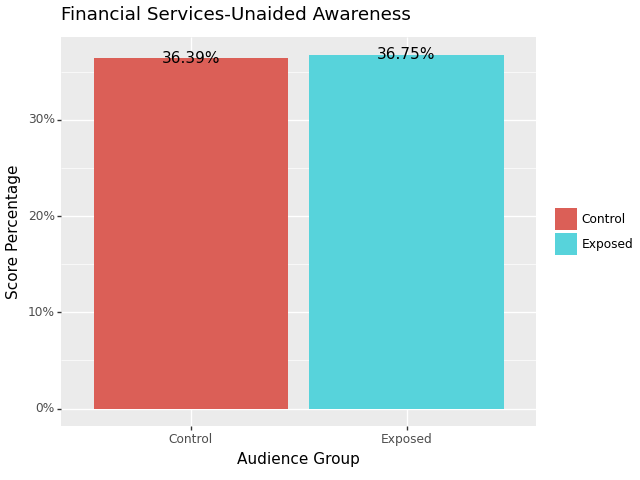 Financial Services-Unaided Awareness
36.39%
36.75%
30%
20%
10%
0%
Score Percentage
Control
Exposed
Audience Group
Control
Exposed